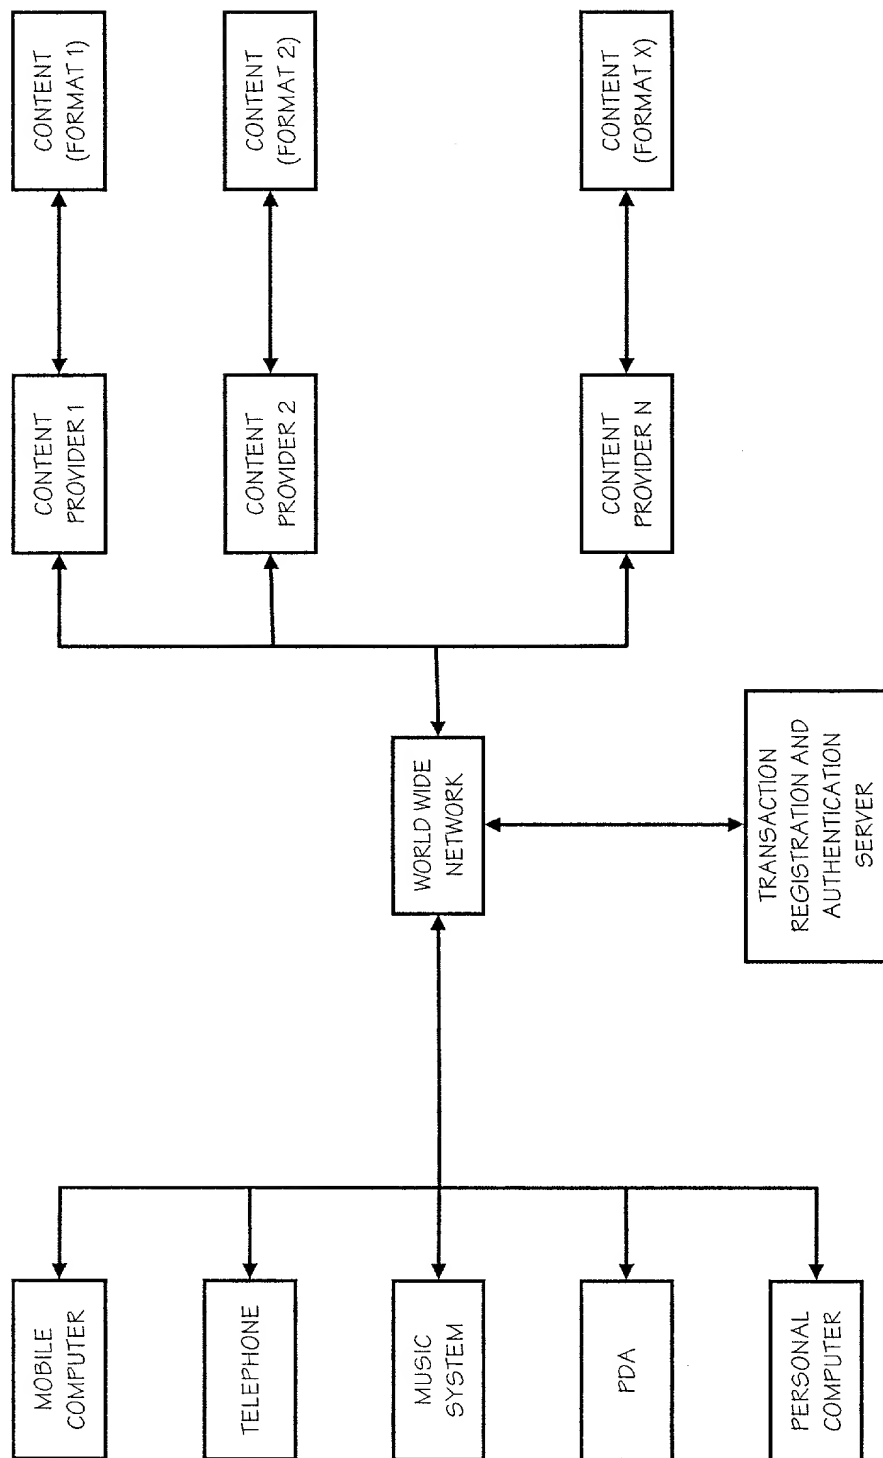 MOBILE
COMPUTER
TELEPHONE
MUSIC
SYSTEM
PDA
PERSONAL
COMPUTER
WORLD WIDE
NETWORK
TRANSACTION
REGISTRATION AND
AUTHENTICATION
SERVER
CONTENT
PROVIDER 1
CONTENT
PROVIDER 2
CONTENT
PROVIDER N
CONTENT
(FORMAT 1)
CONTENT
(FORMAT 2)
CONTENT
(FORMAT X)